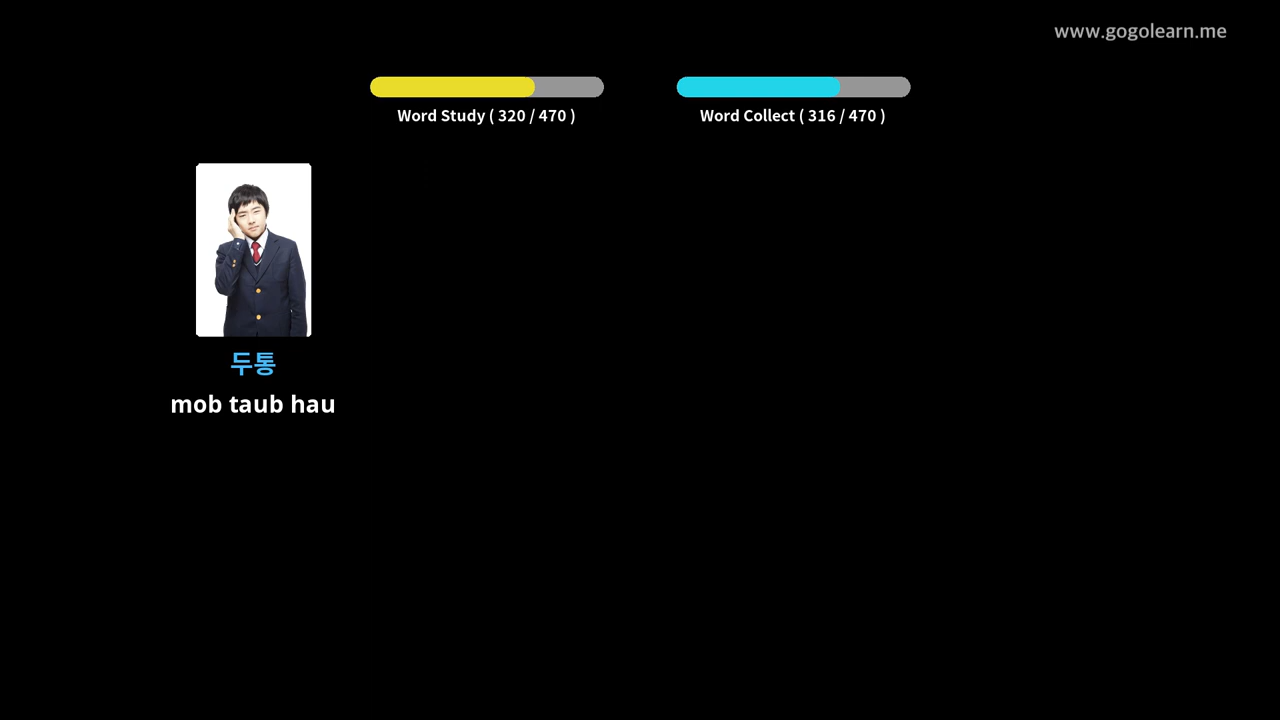 www.gogolearn.me
Word Study ( 320 / 470 )
Word Collect ( 316 / 470 )
두통
mob taub hau